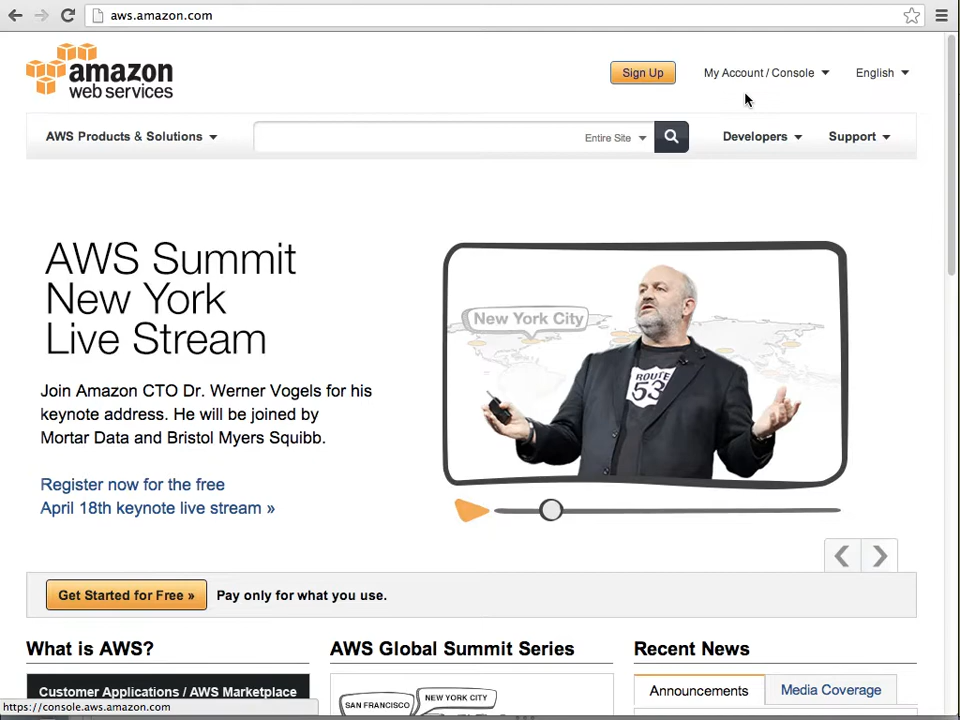 aws.amazon.com
amazon
web services
Sign Up
My Account / Console
English
AWS Products & Solutions
Entire Site
Developers
Support
AWS Summit
New York
Live Stream
New York City
ROUTE
53
Join Amazon CTO Dr. Werner Vogels for his
keynote address. He will be joined by
Mortar Data and Bristol Myers Squibb.
Register now for the free
April 18th keynote live stream »
Get Started for Free »
Pay only for what you use.
What is AWS?
AWS Global Summit Series
Recent News
Customer Applications / AWS Marketplace
SAN FRANCISCO
NEW YORK CITY
Announcements
Media Coverage
https://console.aws.amazon.com